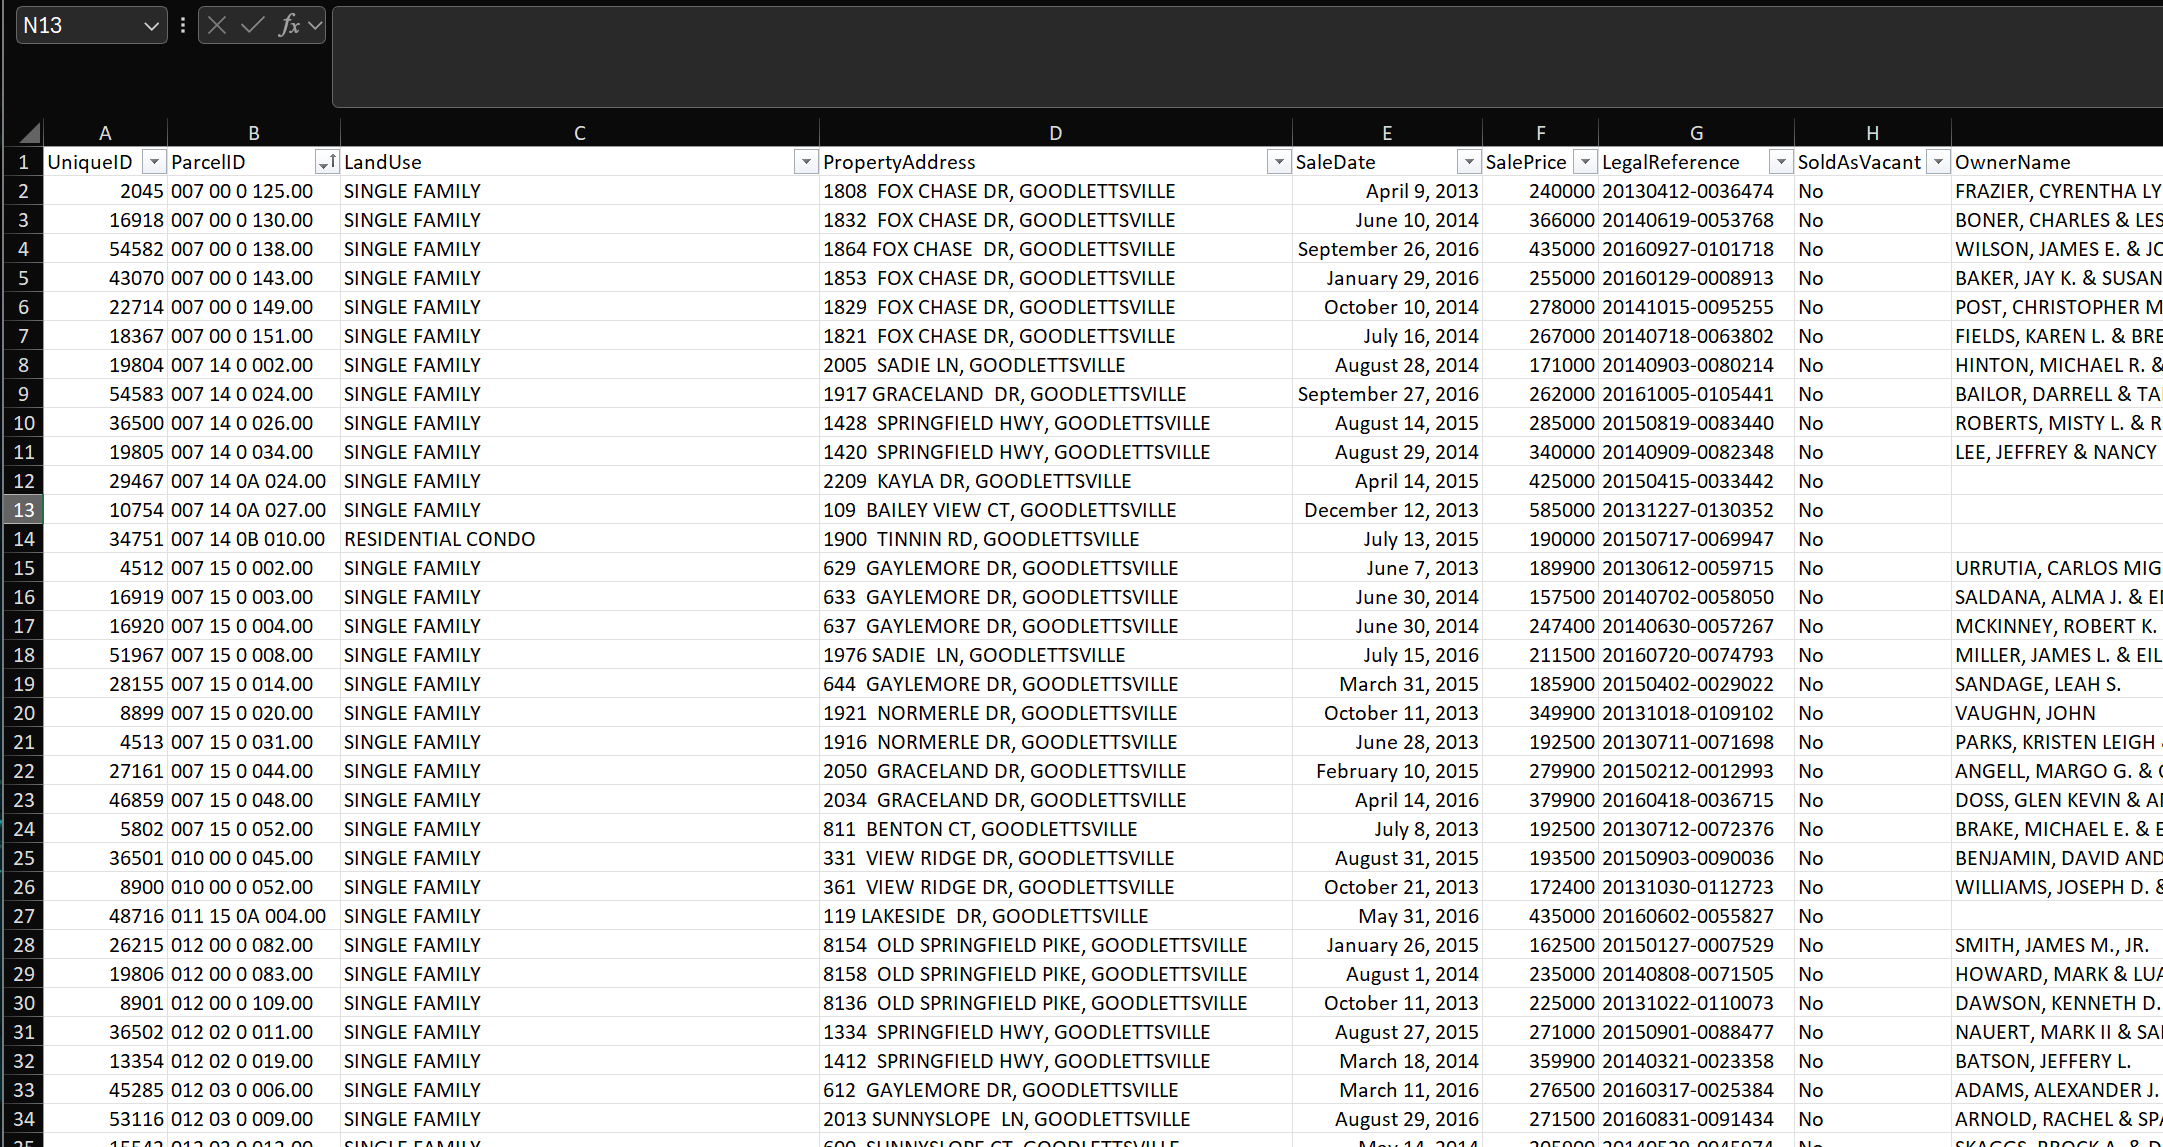 N13 fx
A B C D E F G H
1 UniqueID ParcelID LandUse PropertyAddress SaleDate SalePrice LegalReference SoldAsVacant OwnerName
2 2045 007 00 0 125.00 SINGLE FAMILY 1808  FOX CHASE DR, GOODLETTSVILLE April 9, 2013 240000 20130412-0036474 No FRAZIER, CYRENTHA LY
3 16918 007 00 0 130.00 SINGLE FAMILY 1832  FOX CHASE DR, GOODLETTSVILLE June 10, 2014 366000 20140619-0053768 No BONER, CHARLES & LES
4 54582 007 00 0 138.00 SINGLE FAMILY 1864 FOX CHASE  DR, GOODLETTSVILLE September 26, 2016 435000 20160927-0101718 No WILSON, JAMES E. & JO
5 43070 007 00 0 143.00 SINGLE FAMILY 1853  FOX CHASE DR, GOODLETTSVILLE January 29, 2016 255000 20160129-0008913 No BAKER, JAY K. & SUSAN
6 22714 007 00 0 149.00 SINGLE FAMILY 1829  FOX CHASE DR, GOODLETTSVILLE October 10, 2014 278000 20141015-0095255 No POST, CHRISTOPHER M
7 18367 007 00 0 151.00 SINGLE FAMILY 1821  FOX CHASE DR, GOODLETTSVILLE July 16, 2014 267000 20140718-0063802 No FIELDS, KAREN L. & BRE
8 19804 007 14 0 002.00 SINGLE FAMILY 2005  SADIE LN, GOODLETTSVILLE August 28, 2014 171000 20140903-0080214 No HINTON, MICHAEL R. &
9 54583 007 14 0 024.00 SINGLE FAMILY 1917 GRACELAND  DR, GOODLETTSVILLE September 27, 2016 262000 20161005-0105441 No BAILOR, DARRELL & TA
10 36500 007 14 0 026.00 SINGLE FAMILY 1428  SPRINGFIELD HWY, GOODLETTSVILLE August 14, 2015 285000 20150819-0083440 No ROBERTS, MISTY L. & R
11 19805 007 14 0 034.00 SINGLE FAMILY 1420  SPRINGFIELD HWY, GOODLETTSVILLE August 29, 2014 340000 20140909-0082348 No LEE, JEFFREY & NANCY
12 29467 007 14 0A 024.00 SINGLE FAMILY 2209  KAYLA DR, GOODLETTSVILLE April 14, 2015 425000 20150415-0033442 No
13 10754 007 14 0A 027.00 SINGLE FAMILY 109  BAILEY VIEW CT, GOODLETTSVILLE December 12, 2013 585000 20131227-0130352 No
14 34751 007 14 0B 010.00 RESIDENTIAL CONDO 1900  TINNIN RD, GOODLETTSVILLE July 13, 2015 190000 20150717-0069947 No
15 4512 007 15 0 002.00 SINGLE FAMILY 629  GAYLEMORE DR, GOODLETTSVILLE June 7, 2013 189900 20130612-0059715 No URRUTIA, CARLOS MIG
16 16919 007 15 0 003.00 SINGLE FAMILY 633  GAYLEMORE DR, GOODLETTSVILLE June 30, 2014 157500 20140702-0058050 No SALDANA, ALMA J. &
17 16920 007 15 0 004.00 SINGLE FAMILY 637  GAYLEMORE DR, GOODLETTSVILLE June 30, 2014 247400 20140630-0057267 No MCKINNEY, ROBERT K.
18 51967 007 15 0 008.00 SINGLE FAMILY 1976 SADIE  LN, GOODLETTSVILLE July 15, 2016 211500 20160720-0074793 No MILLER, JAMES L. & EIL
19 28155 007 15 0 014.00 SINGLE FAMILY 644  GAYLEMORE DR, GOODLETTSVILLE March 31, 2015 185900 20150402-0029022 No SANDAGE, LEAH S.
20 8899 007 15 0 020.00 SINGLE FAMILY 1921  NORMERLE DR, GOODLETTSVILLE October 11, 2013 349900 20131018-0109102 No VAUGHN, JOHN
21 4513 007 15 0 031.00 SINGLE FAMILY 1916  NORMERLE DR, GOODLETTSVILLE June 28, 2013 192500 20130711-0071698 No PARKS, KRISTEN LEIGH
22 27161 007 15 0 044.00 SINGLE FAMILY 2050  GRACELAND DR, GOODLETTSVILLE February 10, 2015 279900 20150212-0012993 No ANGELL, MARGO G. &
23 46859 007 15 0 048.00 SINGLE FAMILY 2034  GRACELAND DR, GOODLETTSVILLE April 14, 2016 379900 20160418-0036715 No DOSS, GLEN KEVIN &
24 5802 007 15 0 052.00 SINGLE FAMILY 811  BENTON CT, GOODLETTSVILLE July 8, 2013 192500 20130712-0072376 No BRAKE, MICHAEL E. &
25 36501 010 00 0 045.00 SINGLE FAMILY 331  VIEW RIDGE DR, GOODLETTSVILLE August 31, 2015 193500 20150903-0090036 No BENJAMIN, DAVID AND
26 8900 010 00 0 052.00 SINGLE FAMILY 361  VIEW RIDGE DR, GOODLETTSVILLE October 21, 2013 172400 20131030-0112723 No WILLIAMS, JOSEPH D. &
27 48716 011 15 0A 004.00 SINGLE FAMILY 119 LAKESIDE  DR, GOODLETTSVILLE May 31, 2016 435000 20160602-0055827 No
28 26215 012 00 0 082.00 SINGLE FAMILY 8154  OLD SPRINGFIELD PIKE, GOODLETTSVILLE January 26, 2015 162500 20150127-0007529 No SMITH, JAMES M., JR.
29 19806 012 00 0 083.00 SINGLE FAMILY 8158  OLD SPRINGFIELD PIKE, GOODLETTSVILLE August 1, 2014 235000 20140808-0071505 No HOWARD, MARK & LUA
30 8901 012 00 0 109.00 SINGLE FAMILY 8136  OLD SPRINGFIELD PIKE, GOODLETTSVILLE October 11, 2013 225000 20131022-0110073 No DAWSON, KENNETH D.
31 36502 012 02 0 011.00 SINGLE FAMILY 1334  SPRINGFIELD HWY, GOODLETTSVILLE August 27, 2015 271000 20150901-0088477 No NAUERT, MARK II & SA
32 13354 012 02 0 019.00 SINGLE FAMILY 1412  SPRINGFIELD HWY, GOODLETTSVILLE March 18, 2014 359900 20140321-0023358 No BATSON, JEFFERY L.
33 45285 012 03 0 006.00 SINGLE FAMILY 612  GAYLEMORE DR, GOODLETTSVILLE March 11, 2016 276500 20160317-0025384 No ADAMS, ALEXANDER J.
34 53116 012 03 0 009.00 SINGLE FAMILY 2013 SUNNYSLOPE  LN, GOODLETTSVILLE August 29, 2016 271500 20160831-0091434 No ARNOLD, RACHEL & SPA